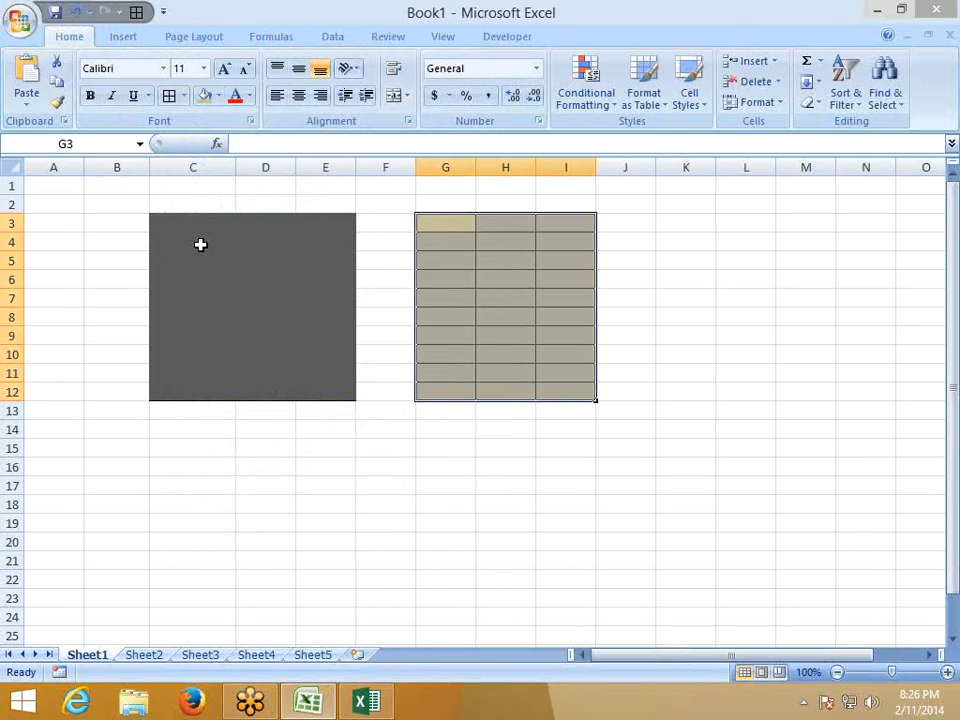 Book1 - Microsoft Excel
Home Insert Page Layout Formulas Data Review View Developer
Paste
Calibri 11
B I U
General
$ % ,
Conditional Formatting
Format as Table
Cell Styles
Insert
Delete
Format
Sort & Filter
Find & Select
Clipboard Font Alignment Number Styles Cells Editing
G3 fx
A B C D E F G H I J K L M N O
1
2
3
4
5
6
7
8
9
10
11
12
13
14
15
16
17
18
19
20
21
22
23
24
25
Sheet1 Sheet2 Sheet3 Sheet4 Sheet5
Ready 100%
8:26 PM
2/11/2014